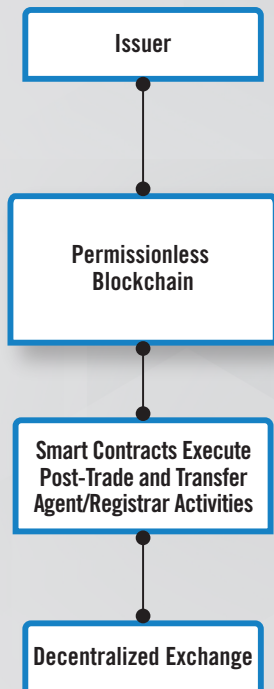 Issuer
Permissionless
Blockchain
Smart Contracts Execute
Post-Trade and Transfer
Agent/Registrar Activities
Decentralized Exchange